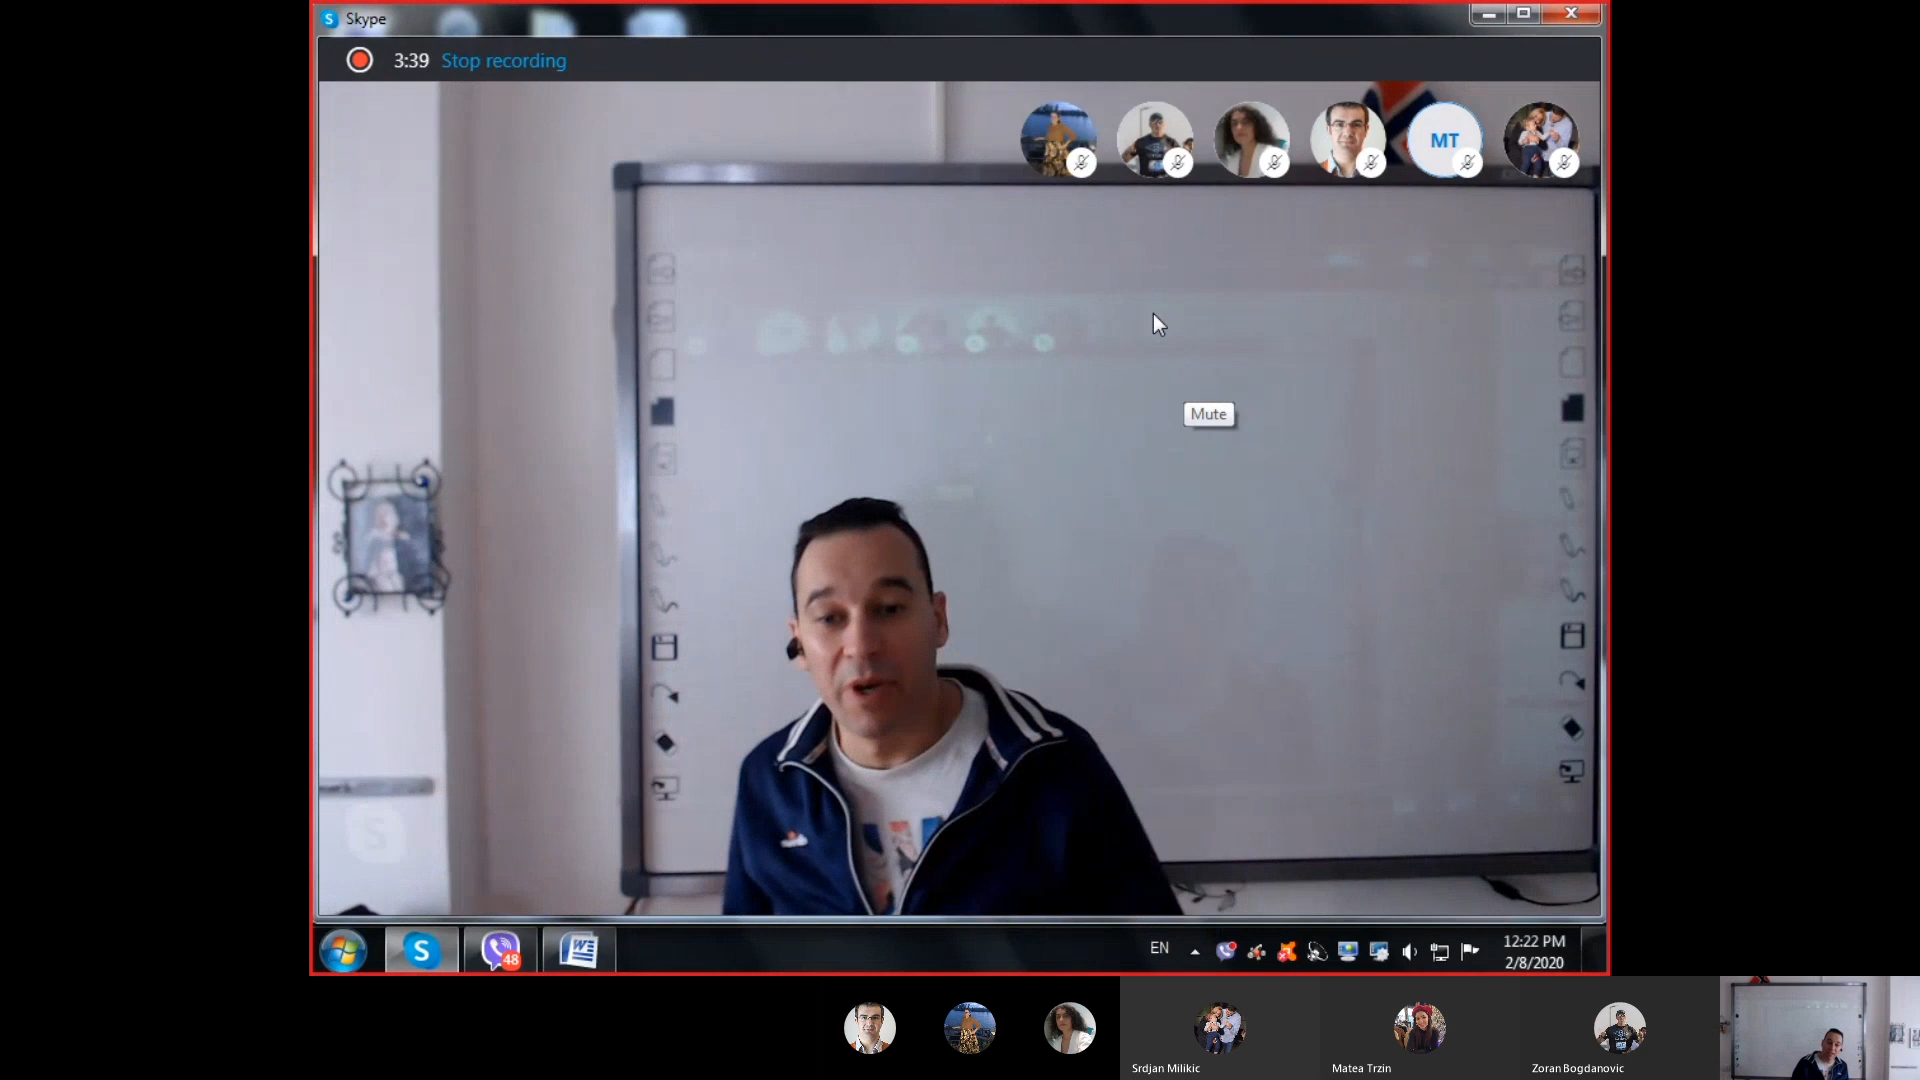 Skype
3:39 Stop recording
MT
Mute
S
48
EN
12:22 PM
2/8/2020
Srdjan Milikic
Matea Trzin
Zoran Bogdanovic